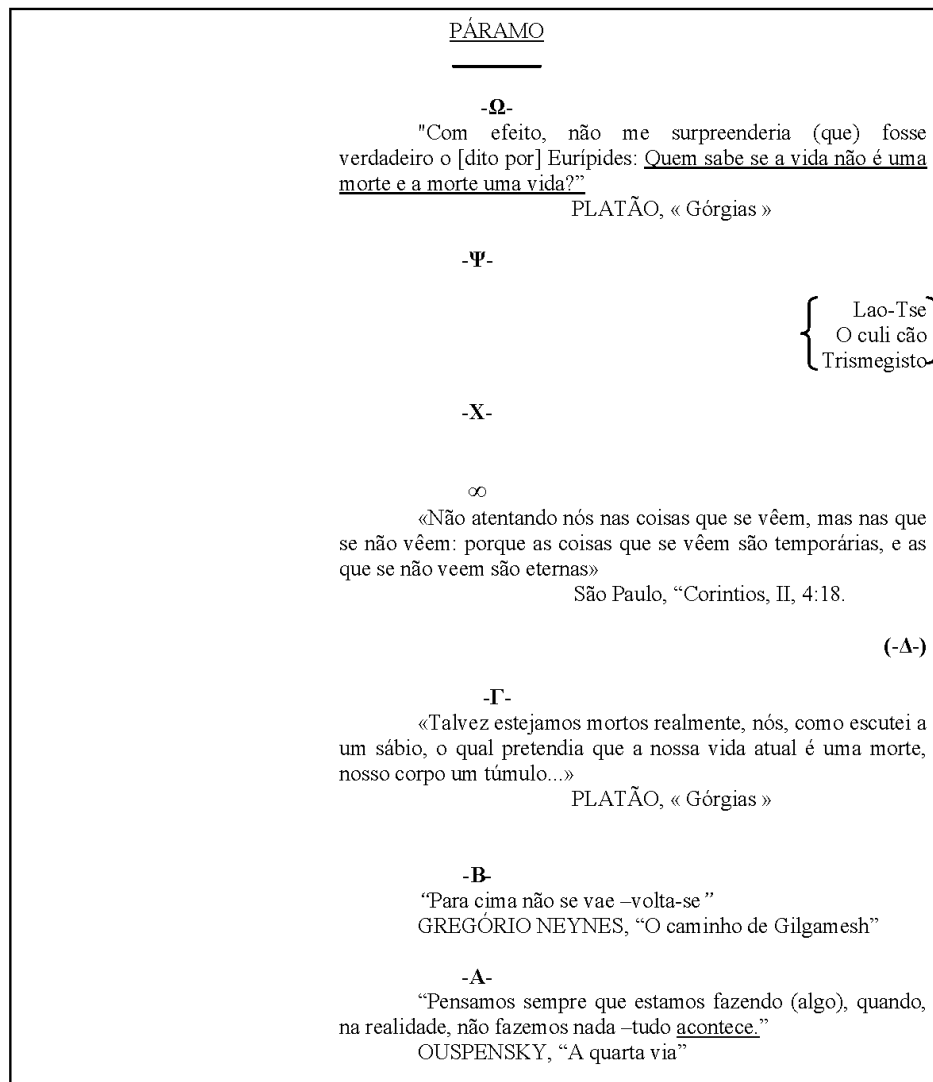 PÁRAMO
-Ω-
"Com efeito, não me surpreenderia (que) fosse
verdadeiro o [dito por] Eurípides: Quem sabe se a vida não é uma
morte e a morte uma vida?”
PLATÃO, « Górgias »
-Ψ-
Lao-Tse
O culi cão
Trismegisto
-X-
∞
«Não atentando nós nas coisas que se vêem, mas nas que
se não vêem: porque as coisas que se vêem são temporárias, e as
que se não veem são eternas»
São Paulo, “Corintios, II, 4:18.
(-Δ-)
-Γ-
«Talvez estejamos mortos realmente, nós, como escutei a
um sábio, o qual pretendia que a nossa vida atual é uma morte,
nosso corpo um túmulo...»
PLATÃO, « Górgias »
-B-
“Para cima não se vae –volta-se”
GREGÓRIO NEYNES, “O caminho de Gilgamesh”
-A-
“Pensamos sempre que estamos fazendo (algo), quando,
na realidade, não fazemos nada –tudo acontece.”
OUSPENSKY, “A quarta via”